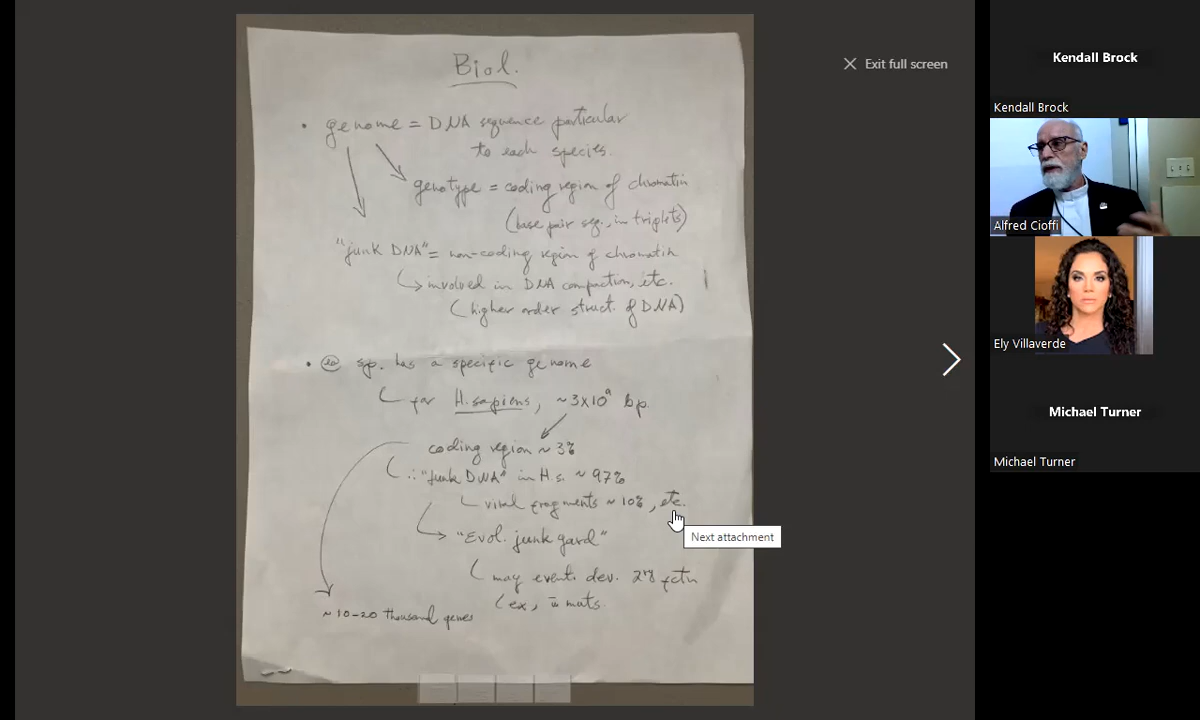 Biol.
• genome = DNA sequence particular
to each species.
genotype = coding region of chromatin
(base pair seq., in triplets)
"junk DNA" = non-coding region of chromatin
involved in DNA compaction, etc.
(higher order struct. of DNA)
• ea sp. has a specific genome
for H. sapiens, ~3x10⁹ bp.
coding region ~ 3%
∴ "junk DNA" in H.s. ~ 97%
viral fragments ~ 10%, etc.
"Evol. junk yard"
may event. dev. 2ry fctn
(ex,
~ 10-20 thousand genes
Exit full screen
Next attachment
Kendall Brock
Kendall Brock
Alfred Cioffi
Ely Villaverde
Michael Turner
Michael Turner